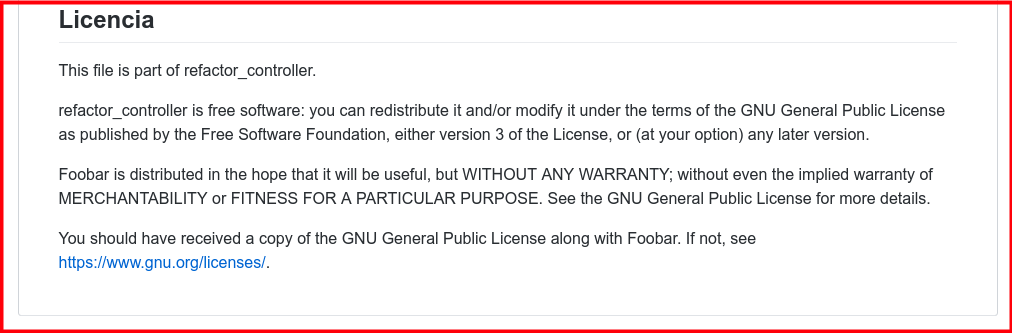 Licencia
This file is part of refactor_controller.
refactor_controller is free software: you can redistribute it and/or modify it under the terms of the GNU General Public License
as published by the Free Software Foundation, either version 3 of the License, or (at your option) any later version.
Foobar is distributed in the hope that it will be useful, but WITHOUT ANY WARRANTY; without even the implied warranty of
MERCHANTABILITY or FITNESS FOR A PARTICULAR PURPOSE. See the GNU General Public License for more details.
You should have received a copy of the GNU General Public License along with Foobar. If not, see
https://www.gnu.org/licenses/.